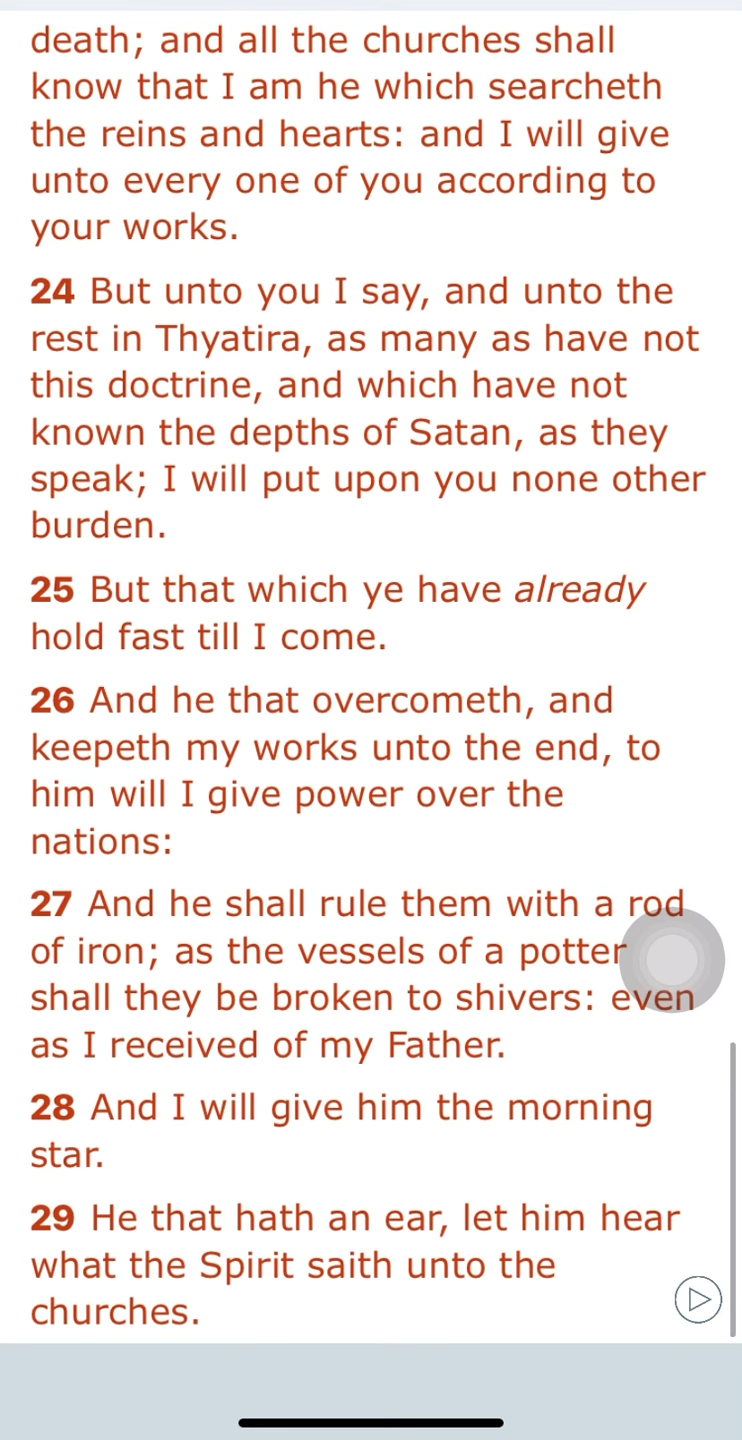 death; and all the churches shall
know that I am he which searcheth
the reins and hearts: and I will give
unto every one of you according to
your works.
24 But unto you I say, and unto the
rest in Thyatira, as many as have not
this doctrine, and which have not
known the depths of Satan, as they
speak; I will put upon you none other
burden.
25 But that which ye have already
hold fast till I come.
26 And he that overcometh, and
keepeth my works unto the end, to
him will I give power over the
nations:
27 And he shall rule them with a rod
of iron; as the vessels of a potter
shall they be broken to shivers: even
as I received of my Father.
28 And I will give him the morning
star.
29 He that hath an ear, let him hear
what the Spirit saith unto the
churches.